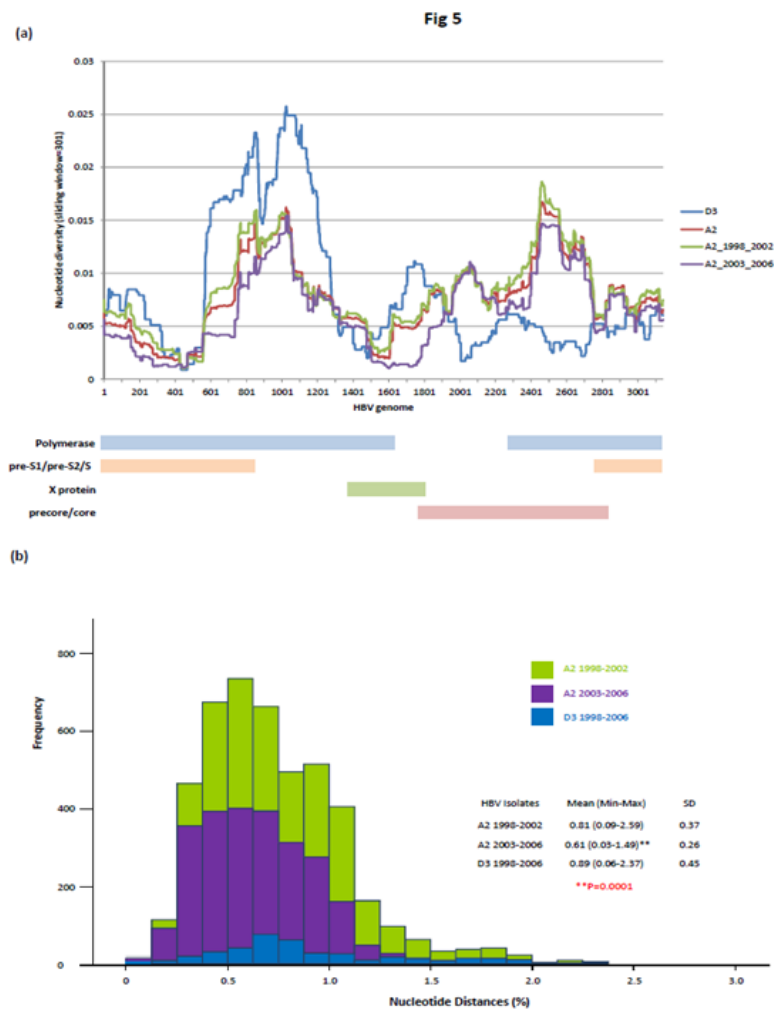 Fig 5
(a)
Nucleotide diversity (sliding window=301)
0.03
0.025
0.02
0.015
0.01
0.005
0
1 201 401 601 801 1001 1201 1401 1601 1801 2001 2201 2401 2601 2801 3001
HBV genome
D3
A2
A2_1998_2002
A2_2003_2006
Polymerase
pre-S1/pre-S2/S
X protein
precore/core
(b)
Frequency
800
600
400
200
0
0 0.5 1.0 1.5 2.0 2.5 3.0
Nucleotide Distances (%)
A2 1998-2002
A2 2003-2006
D3 1998-2006
HBV Isolates Mean (Min-Max) SD
A2 1998-2002 0.81 (0.09-2.59) 0.37
A2 2003-2006 0.61 (0.03-1.49)** 0.26
D3 1998-2006 0.89 (0.06-2.37) 0.45
**P=0.0001